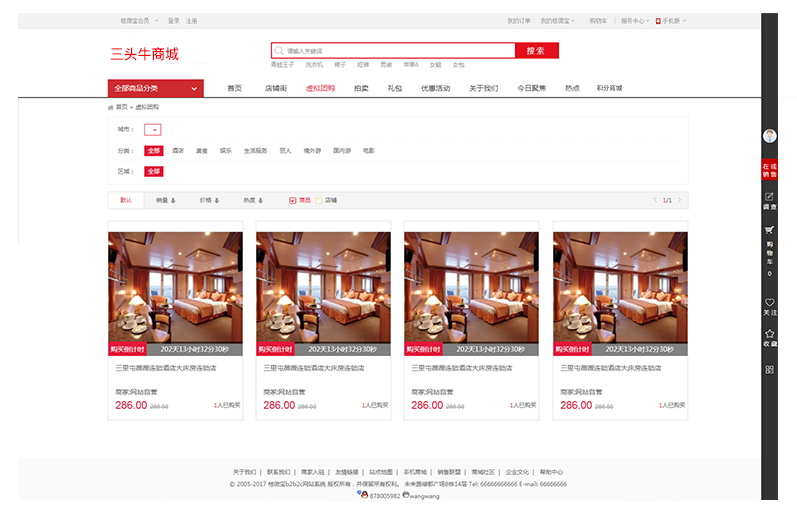 桂微宝会员 登录 注册 我的订单 我的桂微宝 购物车 服务中心 手机版
三头牛商城
请输入关键词 搜索
青蛙王子 洗衣机 裙子 短裤 男装 苹果6 女鞋 女包
全部商品分类 首页 店铺街 虚拟团购 拍卖 礼包 优惠活动 关于我们 今日聚焦 热点 积分商城
首页 > 虚拟团购
城市：
分类： 全部 酒店 美食 娱乐 生活服务 丽人 境外游 国内游 电影
区域： 全部
默认 销量 价格 热度 商品 店铺 1/1
购买倒计时 202天13小时32分30秒 购买倒计时 202天13小时32分30秒 购买倒计时 202天13小时32分30秒 购买倒计时 202天13小时32分30秒
三里屯薇薇连锁酒店大床房连锁店 三里屯薇薇连锁酒店大床房连锁店 三里屯薇薇连锁酒店大床房连锁店 三里屯薇薇连锁酒店大床房连锁店
商家:网站自营 商家:网站自营 商家:网站自营 商家:网站自营
286.00 286.00 1人已购买 286.00 286.00 1人已购买 286.00 286.00 1人已购买 286.00 286.00 1人已购买
在线销售
调查
购物车
0
关注
收藏
关于我们 | 联系我们 | 商家入驻 | 友情链接 | 站点地图 | 手机商城 | 销售联盟 | 商城社区 | 企业文化 | 帮助中心
© 2005-2017 桂微宝b2b2c网站系统 版权所有，并保留所有权利。 未来路绿都广场B栋14层 Tel: 66666666666 E-mail: 66666666
878005982 wangwang